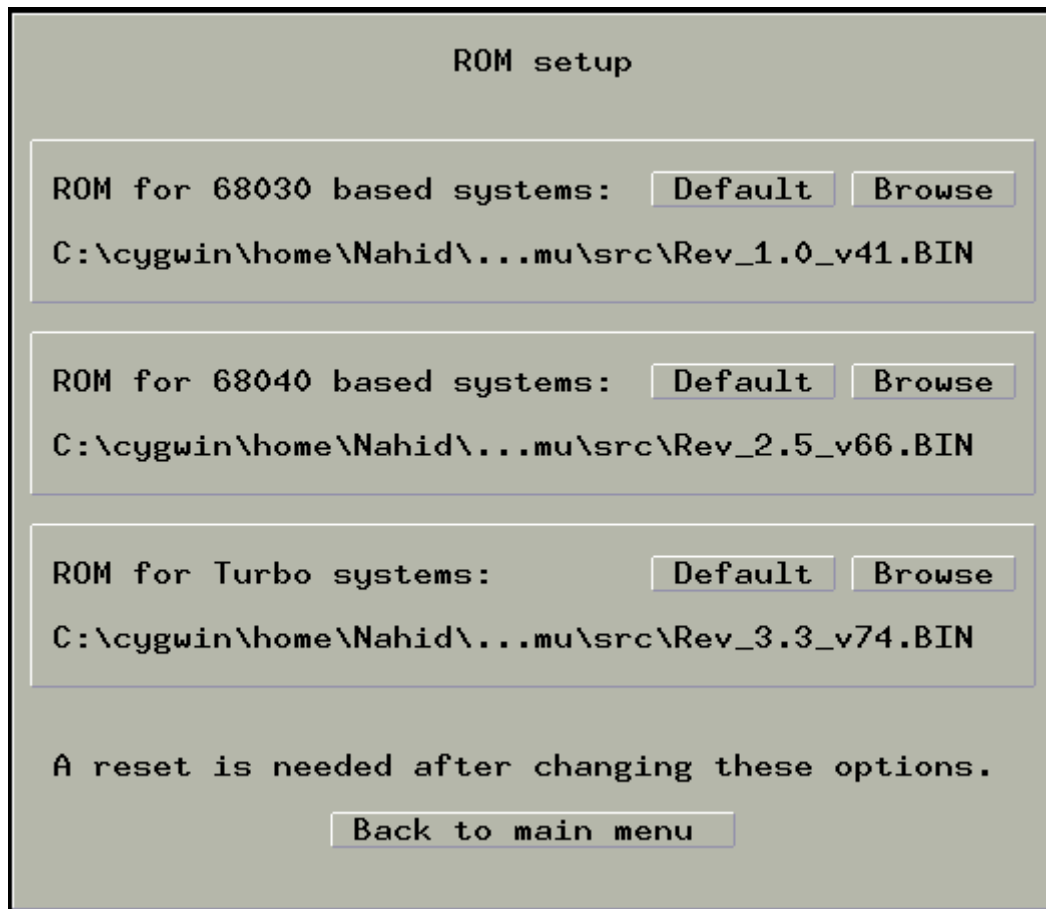 ROM setup
ROM for 68030 based systems: Default Browse
C:\cygwin\home\Nahid\...mu\src\Rev_1.0_v41.BIN
ROM for 68040 based systems: Default Browse
C:\cygwin\home\Nahid\...mu\src\Rev_2.5_v66.BIN
ROM for Turbo systems: Default Browse
C:\cygwin\home\Nahid\...mu\src\Rev_3.3_v74.BIN
A reset is needed after changing these options.
Back to main menu